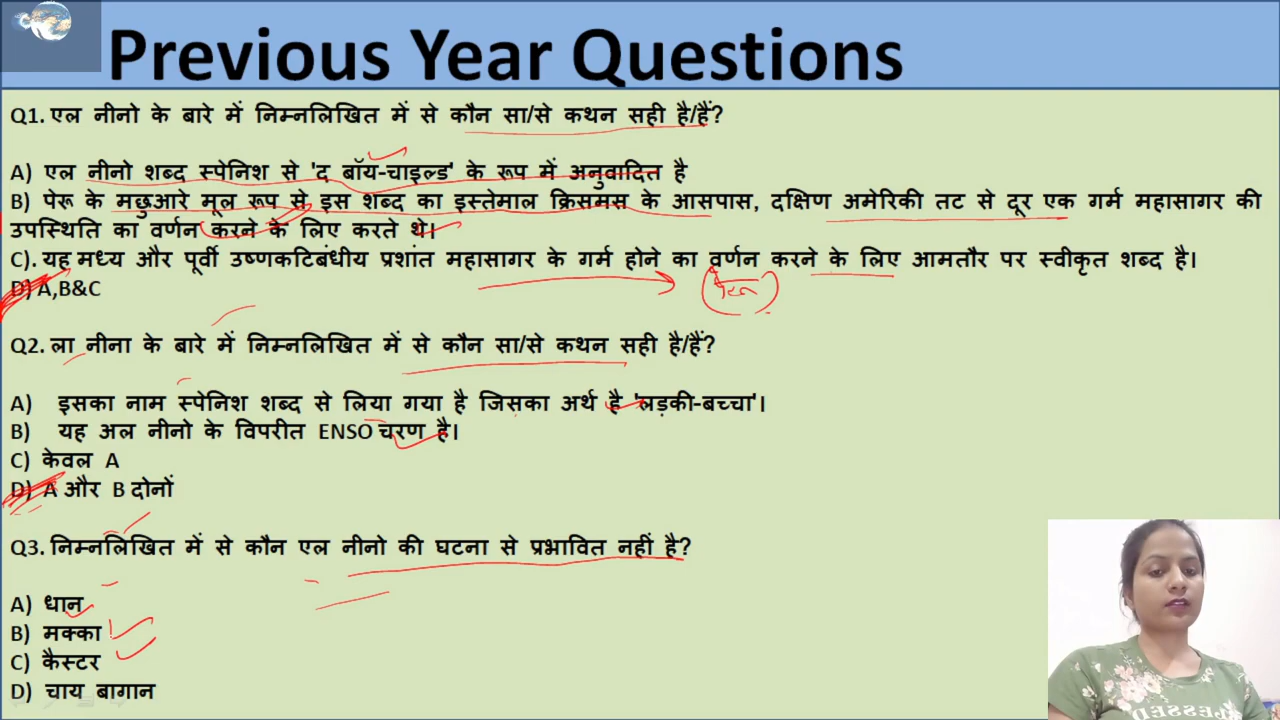 Previous Year Questions
Q1. एल नीनो के बारे में निम्नलिखित में से कौन सा/से कथन सही है/हैं?
A) एल नीनो शब्द स्पेनिश से 'द बॉय-चाइल्ड' के रूप में अनुवादित है
B) पेरू के मछुआरे मूल रूप से इस शब्द का इस्तेमाल क्रिसमस के आसपास, दक्षिण अमेरिकी तट से दूर एक गर्म महासागर की
उपस्थिति का वर्णन करने के लिए करते थे।
C). यह मध्य और पूर्वी उष्णकटिबंधीय प्रशांत महासागर के गर्म होने का वर्णन करने के लिए आमतौर पर स्वीकृत शब्द है।
D) A,B&C
Q2. ला नीना के बारे में निम्नलिखित में से कौन सा/से कथन सही है/हैं?
A) इसका नाम स्पेनिश शब्द से लिया गया है जिसका अर्थ है 'लड़की-बच्चा'।
B) यह अल नीनो के विपरीत ENSO चरण है।
C) केवल A
D) A और B दोनों
Q3. निम्नलिखित में से कौन एल नीनो की घटना से प्रभावित नहीं है?
A) धान
B) मक्का
C) कैस्टर
D) चाय बागान